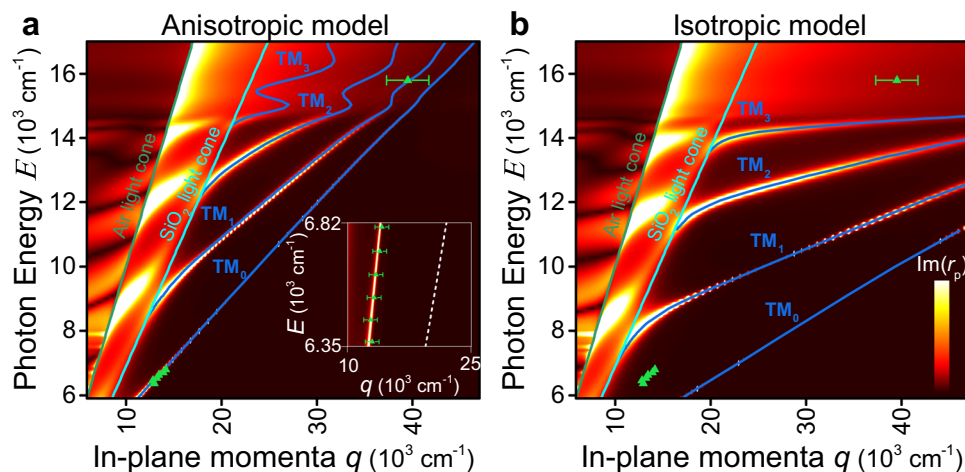 a Anisotropic model
b Isotropic model
Photon Energy E (10³ cm⁻¹)
16
14
12
10
8
6
10
20
30
40
In-plane momenta q (10³ cm⁻¹)
Air light cone
SiO₂ light cone
TM₃
TM₂
TM₁
TM₀
6.82
6.35
E (10³ cm⁻¹)
10
25
q (10³ cm⁻¹)
Photon Energy E (10³ cm⁻¹)
16
14
12
10
8
6
10
20
30
40
In-plane momenta q (10³ cm⁻¹)
Air light cone
SiO₂ light cone
TM₃
TM₂
TM₁
TM₀
Im(rₚ)